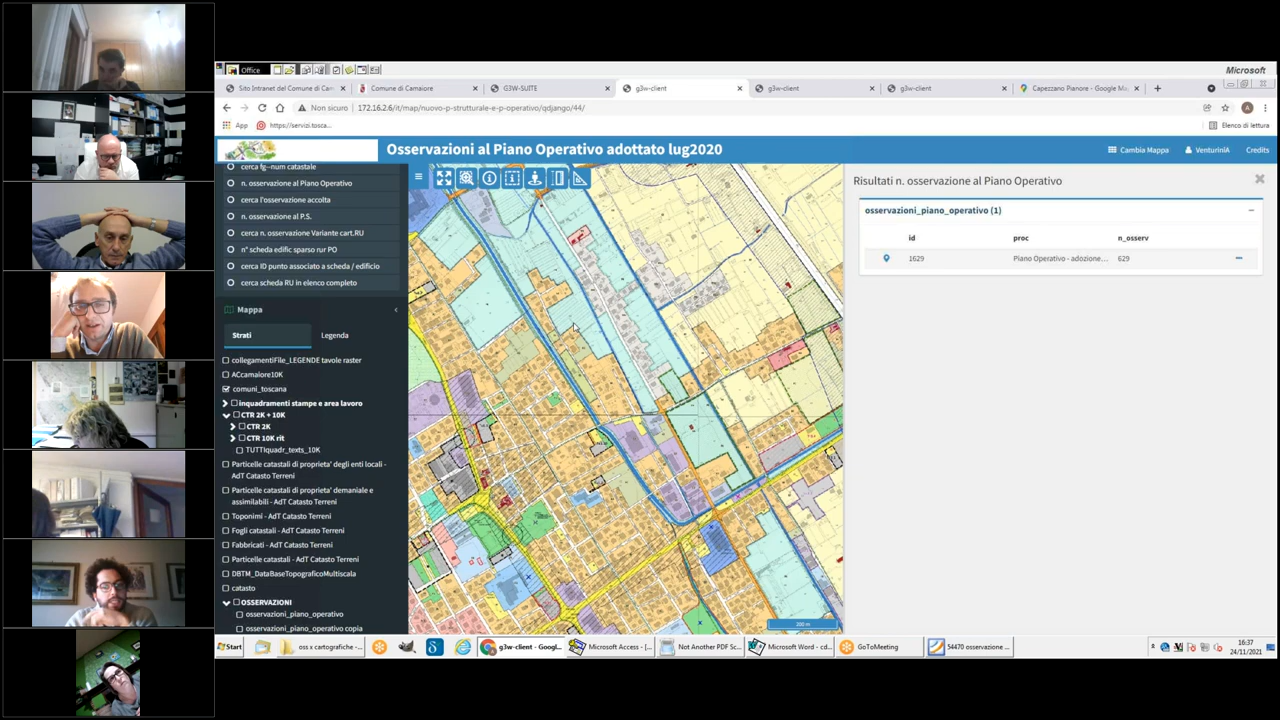 Office
Microsoft
Sito Intranet del Comune di Cam
Comune di Camaiore
G3W-SUITE
g3w-client
g3w-client
g3w-client
Capezzano Pianore - Google Ma
Non sicuro
172.16.2.6/it/map/nuovo-p-strutturale-e-p-operativo/qdjango/44/
App
https://servizi.tosca...
Elenco di lettura
Osservazioni al Piano Operativo adottato lug2020
Cambia Mappa
VenturiniA
Credits
cerca fg--num catastale
n. osservazione al Piano Operativo
cerca l'osservazione accolta
n. osservazione al P.S.
cerca n. osservazione Variante cart.RU
n° scheda edific sparso rur PO
cerca ID punto associato a scheda / edificio
cerca scheda RU in elenco completo
Mappa
Strati
Legenda
collegamentiFile_LEGENDE tavole raster
ACcamaiore10K
comuni_toscana
inquadramenti stampe e area lavoro
CTR 2K + 10K
CTR 2K
CTR 10K rit
TUTTIquadr_texts_10K
Particelle catastali di proprieta' degli enti locali -
AdT Catasto Terreni
Particelle catastali di proprieta' demaniale e
assimilabili - AdT Catasto Terreni
Toponimi - AdT Catasto Terreni
Fogli catastali - AdT Catasto Terreni
Fabbricati - AdT Catasto Terreni
Particelle catastali - AdT Catasto Terreni
DBTM_DataBaseTopograficoMultiscala
catasto
OSSERVAZIONI
osservazioni_piano_operativo
osservazioni_piano_operativo copia
Risultati n. osservazione al Piano Operativo
osservazioni_piano_operativo (1)
id proc n_osserv
1629 Piano Operativo - adozione... 629
200 m
Start
oss x cartografiche -...
g3w-client - Googl...
Microsoft Access - [...
Not Another PDF Sc...
Microsoft Word - cd...
GoToMeeting
54470 osservazione ...
16:37
24/11/2021